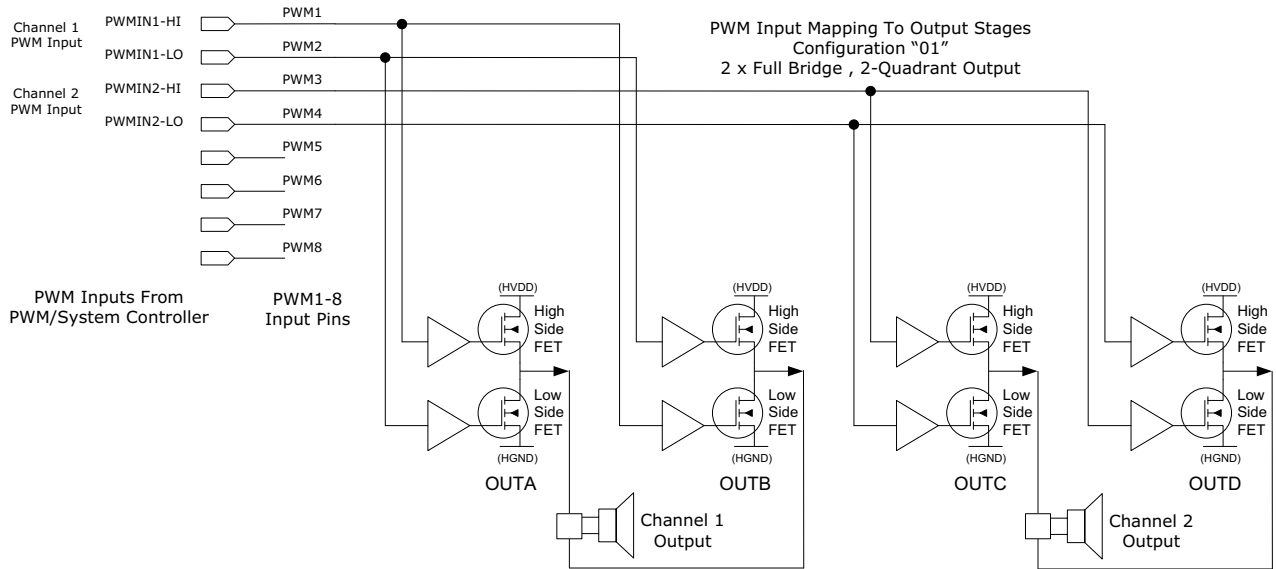 Channel 1
PWM Input
PWMIN1-HI
PWM1
PWMIN1-LO
PWM2
Channel 2
PWM Input
PWMIN2-HI
PWM3
PWMIN2-LO
PWM4
PWM5
PWM6
PWM7
PWM8
PWM Input Mapping To Output Stages
Configuration “01”
2 x Full Bridge , 2-Quadrant Output
PWM Inputs From
PWM/System Controller
PWM1-8
Input Pins
(HVDD)
High
Side
FET
Low
Side
FET
(HGND)
OUTA
(HVDD)
High
Side
FET
Low
Side
FET
(HGND)
OUTB
(HVDD)
High
Side
FET
Low
Side
FET
(HGND)
OUTC
(HVDD)
High
Side
FET
Low
Side
FET
(HGND)
OUTD
Channel 1
Output
Channel 2
Output